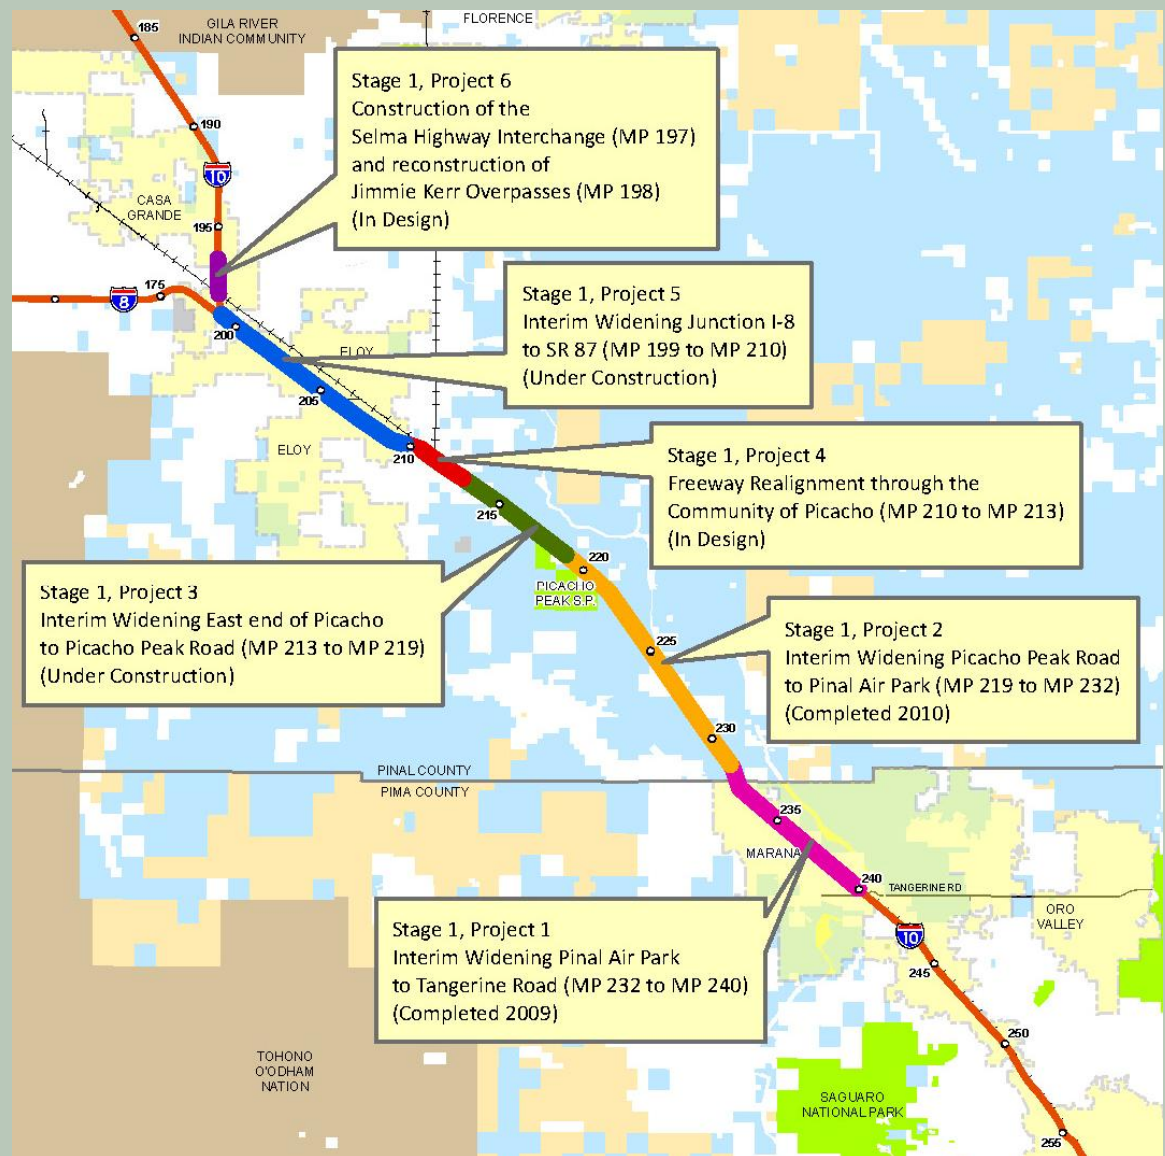 185
GILA RIVER
INDIAN COMMUNITY
FLORENCE
Stage 1, Project 6
Construction of the
Selma Highway Interchange (MP 197)
and reconstruction of
Jimmie Kerr Overpasses (MP 198)
(In Design)
190
10
CASA
GRANDE
195
175
8
200
ELOY
Stage 1, Project 5
Interim Widening Junction I-8
to SR 87 (MP 199 to MP 210)
(Under Construction)
205
ELOY
210
Stage 1, Project 4
Freeway Realignment through the
Community of Picacho (MP 210 to MP 213)
(In Design)
215
220
PICACHO
PEAK S.P.
Stage 1, Project 3
Interim Widening East end of Picacho
to Picacho Peak Road (MP 213 to MP 219)
(Under Construction)
225
Stage 1, Project 2
Interim Widening Picacho Peak Road
to Pinal Air Park (MP 219 to MP 232)
(Completed 2010)
230
PINAL COUNTY
PIMA COUNTY
235
MARANA
240
TANGERINE RD
ORO
VALLEY
Stage 1, Project 1
Interim Widening Pinal Air Park
to Tangerine Road (MP 232 to MP 240)
(Completed 2009)
10
245
250
TOHONO
O'ODHAM
NATION
SAGUARO
NATIONAL PARK
255